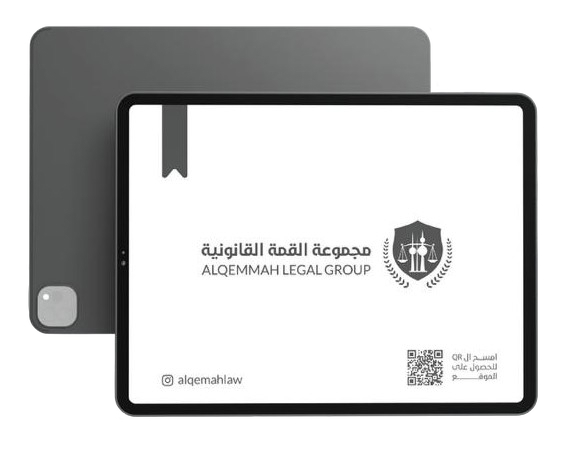 مجموعة القمة القانونية
ALQEMMAH LEGAL GROUP
امسح ال QR
للحصول على
الموقع
alqemahlaw